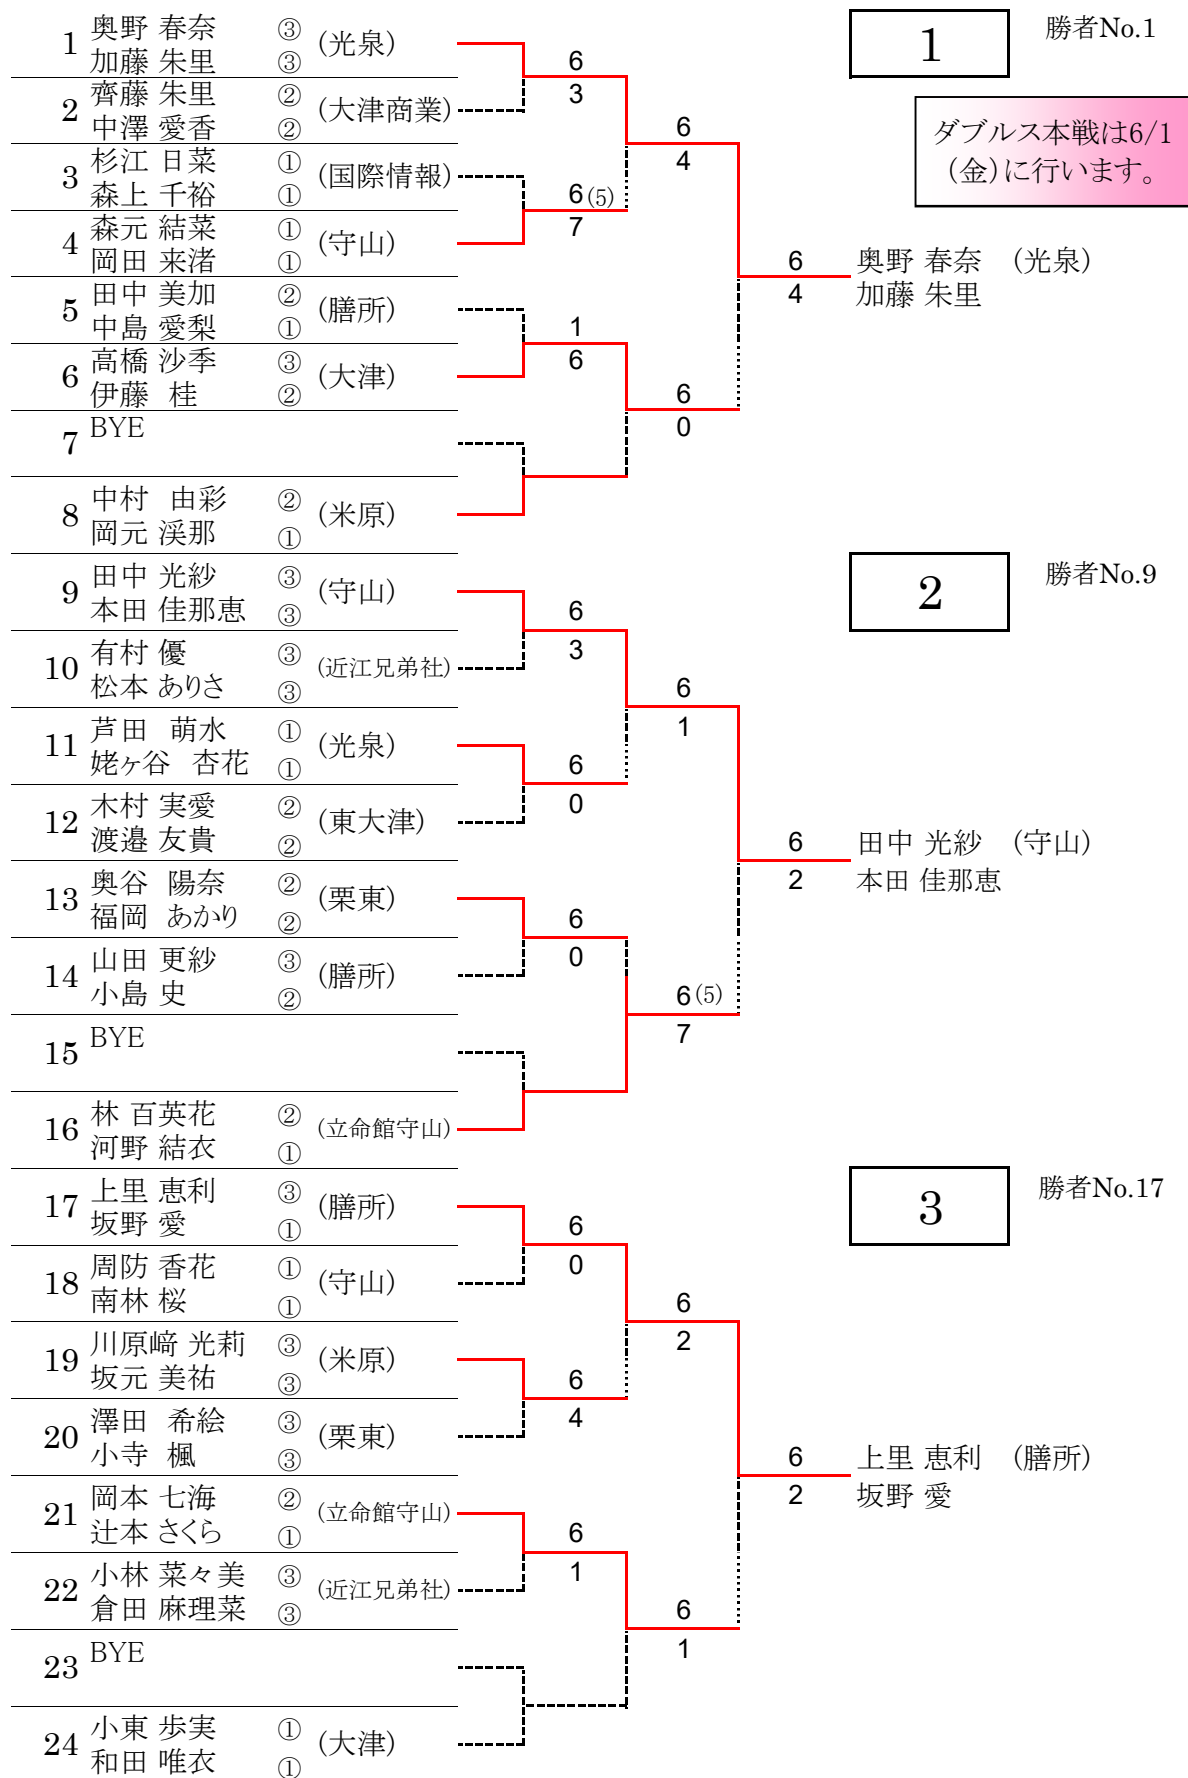 1 奥野 春奈 ③ (光泉)
加藤 朱里 ③
2 齊藤 朱里 ② (大津商業)
中澤 愛香 ②
3 杉江 日菜 ① (国際情報)
森上 千裕 ①
4 森元 結菜 ① (守山)
岡田 来渚 ①
5 田中 美加 ② (膳所)
中島 愛梨 ①
6 高橋 沙季 ③ (大津)
伊藤 桂 ②
7 BYE
8 中村 由彩 ② (米原)
岡元 渓那 ①
9 田中 光紗 ③ (守山)
本田 佳那恵 ③
10 有村 優 ③ (近江兄弟社)
松本 ありさ ③
11 芦田 萌水 ① (光泉)
姥ヶ谷 杏花 ①
12 木村 実愛 ② (東大津)
渡邉 友貴 ②
13 奥谷 陽奈 ② (栗東)
福岡 あかり ②
14 山田 更紗 ③ (膳所)
小島 史 ②
15 BYE
16 林 百英花 ② (立命館守山)
河野 結衣 ①
17 上里 恵利 ③ (膳所)
坂野 愛 ①
18 周防 香花 ① (守山)
南林 桜 ①
19 川原﨑 光莉 ③ (米原)
坂元 美祐 ③
20 澤田 希絵 ③ (栗東)
小寺 楓 ③
21 岡本 七海 ② (立命館守山)
辻本 さくら ①
22 小林 菜々美 ③ (近江兄弟社)
倉田 麻理菜 ③
23 BYE
24 小東 歩実 ① (大津)
和田 唯衣 ①
6
3
6(5)
7
1
6
6
3
6
0
6
0
6
0
6
4
6
1
6
4
6
0
6
1
6(5)
7
6
2
6
1
1 勝者No.1
ダブルス本戦は6/1
(金)に行います。
6
4
奥野 春奈 (光泉)
加藤 朱里
2 勝者No.9
6
2
田中 光紗 (守山)
本田 佳那恵
3 勝者No.17
6
2
上里 恵利 (膳所)
坂野 愛